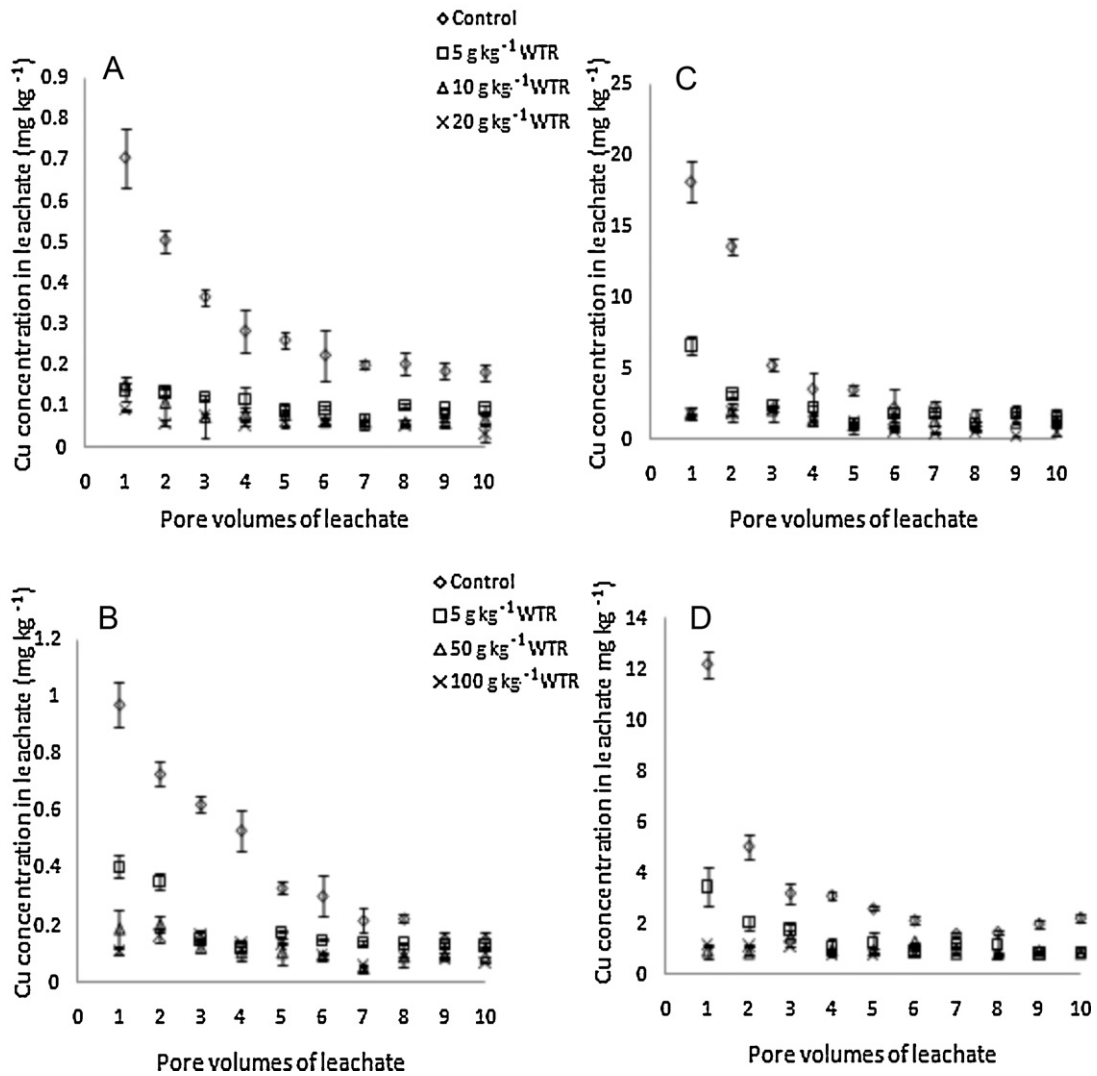 ◇ Control
□ 5 g kg⁻¹ WTR
△ 10 g kg⁻¹ WTR
× 20 g kg⁻¹ WTR
A
Cu concentration in leachate (mg kg⁻¹)
0.9
0.8
0.7
0.6
0.5
0.4
0.3
0.2
0.1
0
0 1 2 3 4 5 6 7 8 9 10
Pore volumes of leachate
C
Cu concentration in leachate (mg kg⁻¹)
25
20
15
10
5
0
0 1 2 3 4 5 6 7 8 9 10
Pore volumes of leachate
◇ Control
□ 5 g kg⁻¹ WTR
△ 50 g kg⁻¹ WTR
× 100 g kg⁻¹ WTR
B
Cu concentration in leachate (mg kg⁻¹)
1.2
1
0.8
0.6
0.4
0.2
0
0 1 2 3 4 5 6 7 8 9 10
Pore volumes of leachate
D
Cu concentration in leachate mg kg⁻¹)
14
12
10
8
6
4
2
0
0 1 2 3 4 5 6 7 8 9 10
Pore volumes of leachate